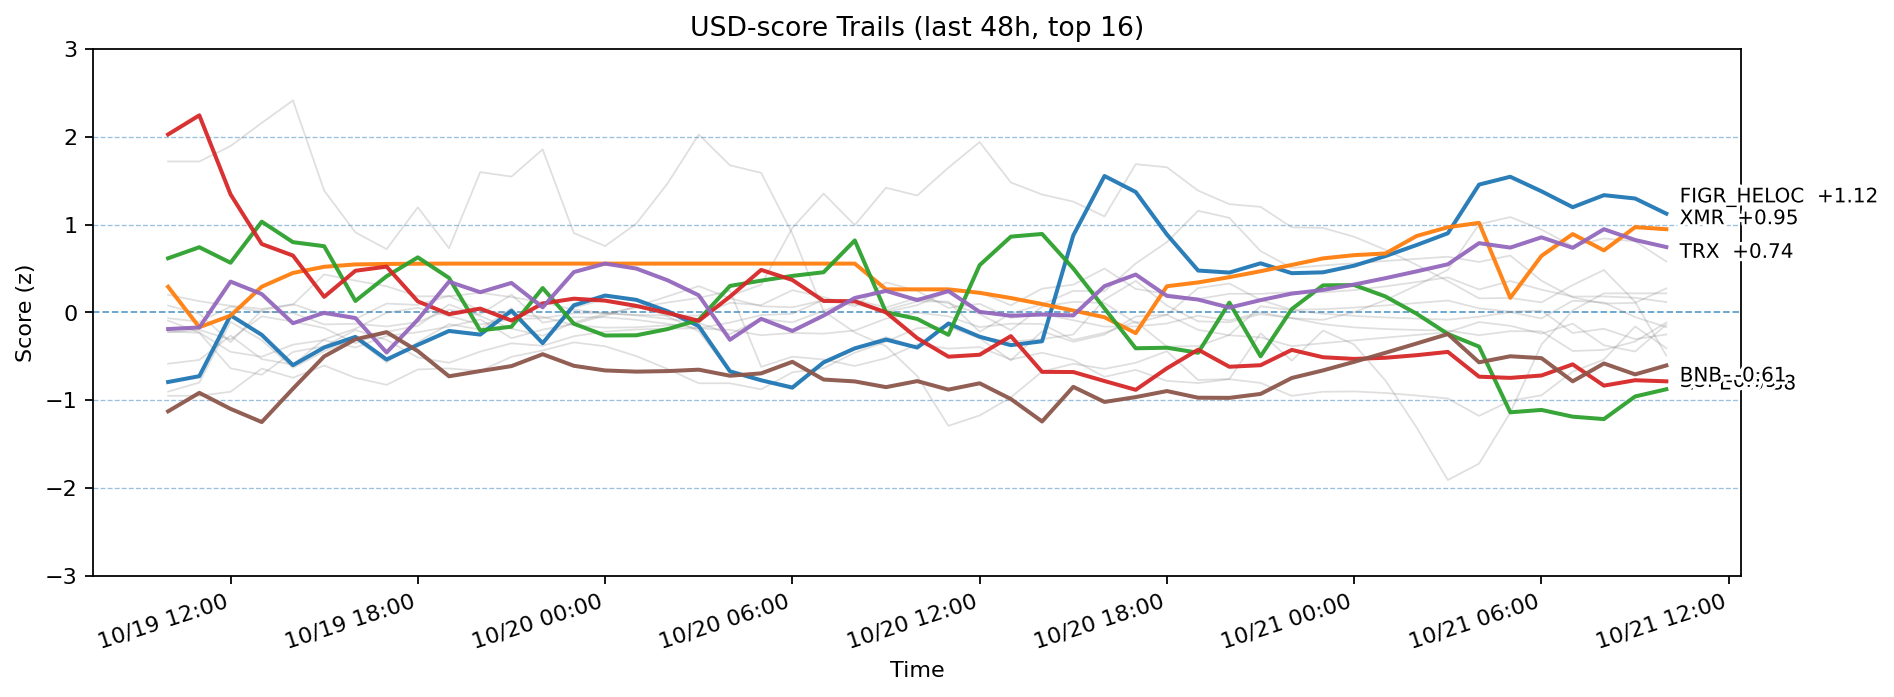 USD-score Trails (last 48h, top 16)
Score (z)
3
2
1
0
−1
−2
−3
FIGR_HELOC +1.12
XMR +0.95
TRX +0.74
BNB -0.61
10/19 12:00
10/19 18:00
10/20 00:00
10/20 06:00
10/20 12:00
10/20 18:00
10/21 00:00
10/21 06:00
10/21 12:00
Time